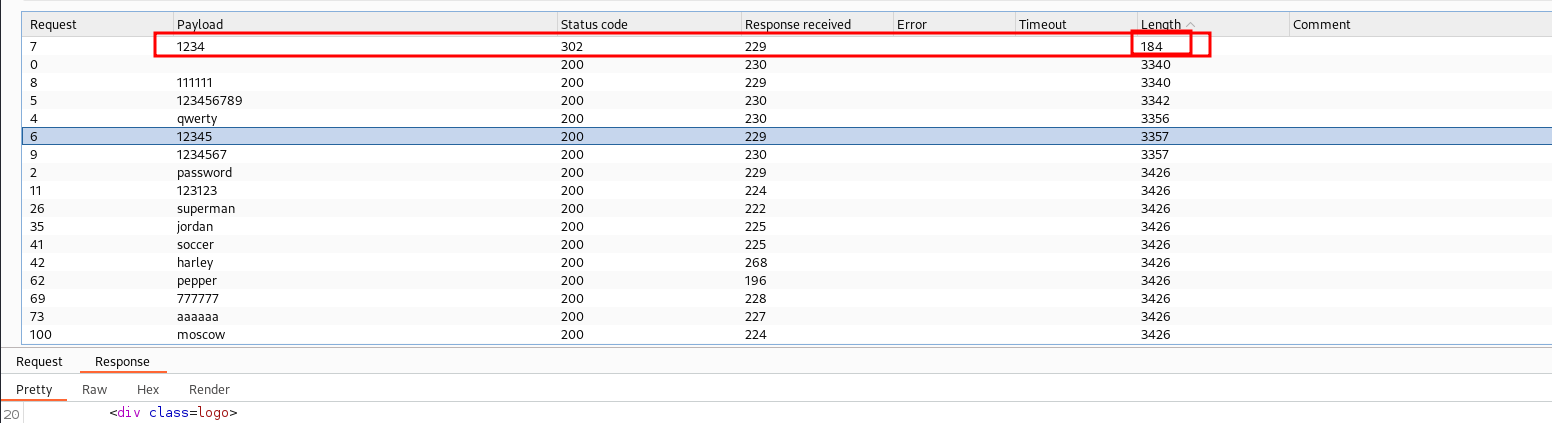 Request Payload Status code Response received Error Timeout Length Comment
7 1234 302 229 184
0 200 230 3340
8 111111 200 229 3340
5 123456789 200 230 3342
4 qwerty 200 230 3356
6 12345 200 229 3357
9 1234567 200 230 3357
2 password 200 229 3426
11 123123 200 224 3426
26 superman 200 222 3426
35 jordan 200 225 3426
41 soccer 200 225 3426
42 harley 200 268 3426
62 pepper 200 196 3426
69 777777 200 228 3426
73 aaaaaa 200 227 3426
100 moscow 200 224 3426
Request Response
Pretty Raw Hex Render
20 <div class=logo>